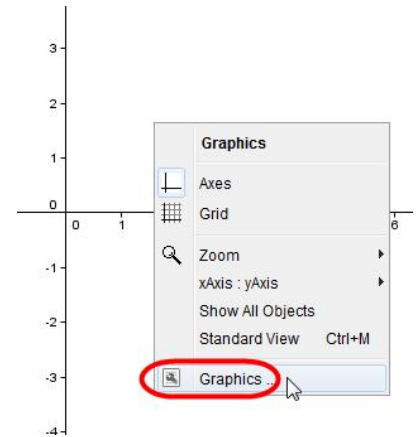 3
2
1
0
0 1 6
-1
-2
-3
-4
Graphics
Axes
Grid
Zoom
xAxis : yAxis
Show All Objects
Standard View Ctrl+M
Graphics ...